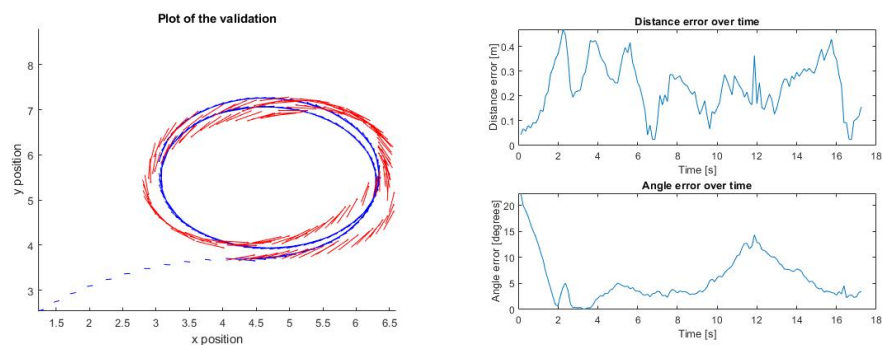 Plot of the validation
y position
8
7
6
5
4
3
1.5 2 2.5 3 3.5 4 4.5 5 5.5 6 6.5
x position
Distance error over time
Distance error [m]
0.4
0.3
0.2
0.1
0
0 2 4 6 8 10 12 14 16 18
Time [s]
Angle error over time
Angle error [degrees]
20
15
10
5
0
0 2 4 6 8 10 12 14 16 18
Time [s]